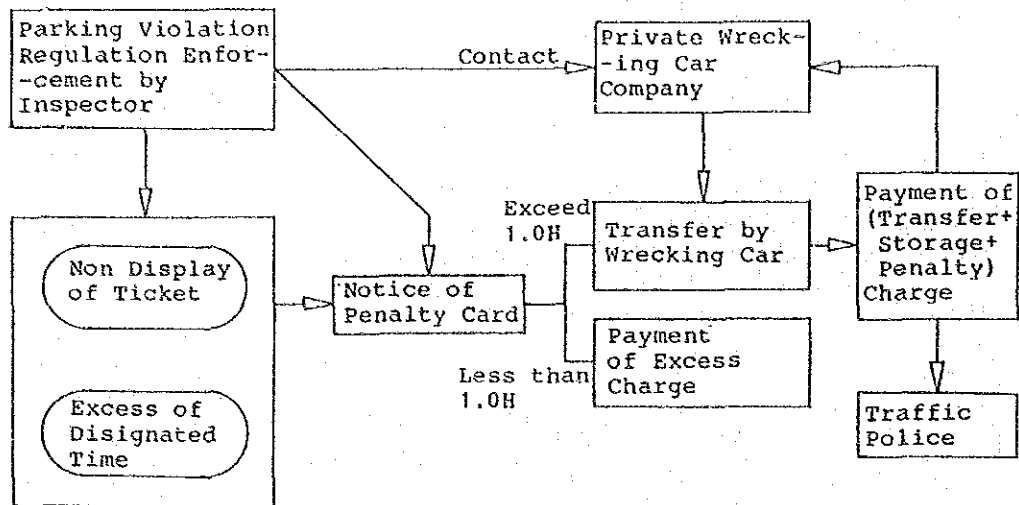 Parking Violation
Regulation Enfor-
-cement by
Inspector
Contact
Private Wreck-
-ing Car
Company
Non Display
of Ticket
Excess of
Disignated
Time
Notice of
Penalty Card
Exceed
1.0H
Less than
1.0H
Transfer by
Wrecking Car
Payment
of Excess
Charge
Payment of
(Transfer+
Storage+
Penalty)
Charge
Traffic
Police